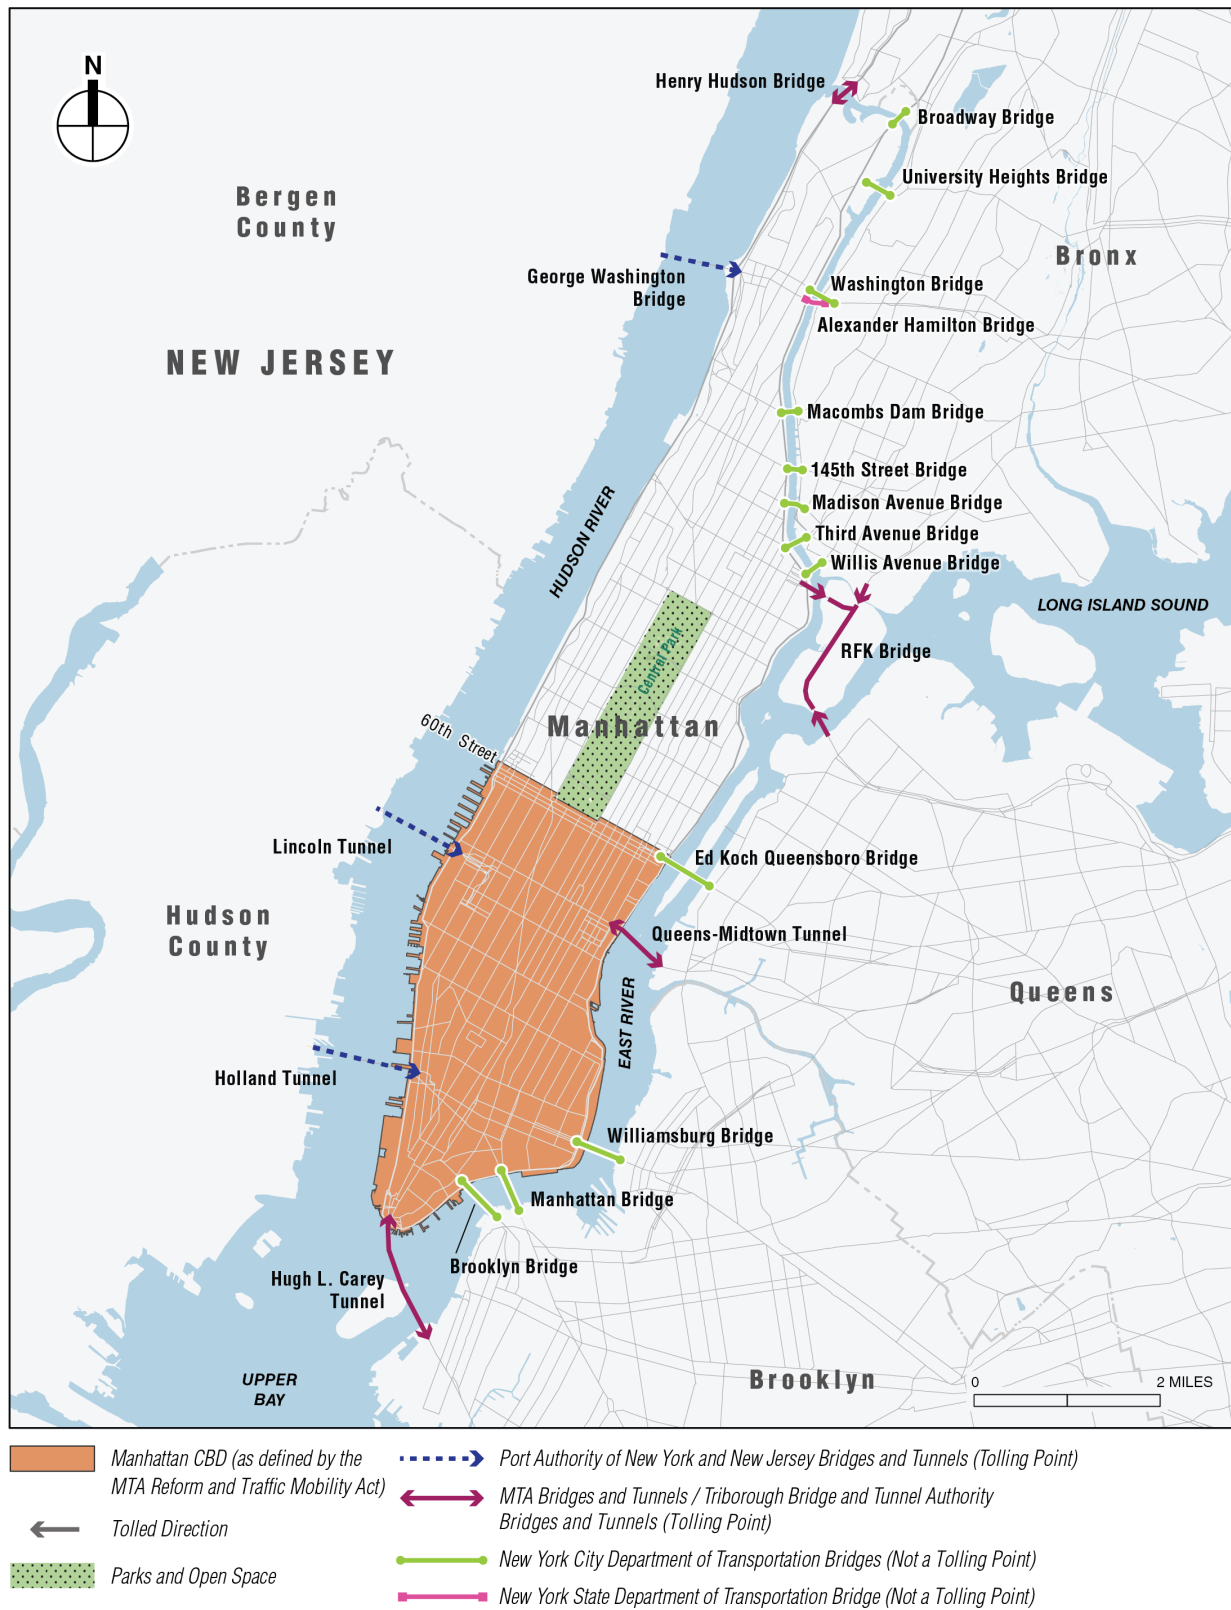 N
Henry Hudson Bridge
Broadway Bridge
University Heights Bridge
Bergen
County
Bronx
George Washington
Bridge
Washington Bridge
Alexander Hamilton Bridge
NEW JERSEY
Macombs Dam Bridge
145th Street Bridge
Madison Avenue Bridge
Third Avenue Bridge
Willis Avenue Bridge
HUDSON RIVER
LONG ISLAND SOUND
RFK Bridge
Central Park
Manhattan
60th Street
Lincoln Tunnel
Ed Koch Queensboro Bridge
Hudson
County
Queens-Midtown Tunnel
Queens
EAST RIVER
Holland Tunnel
Williamsburg Bridge
Manhattan Bridge
Brooklyn Bridge
Hugh L. Carey
Tunnel
UPPER
BAY
Brooklyn
0
2 MILES
Manhattan CBD (as defined by the
MTA Reform and Traffic Mobility Act)
Tolled Direction
Parks and Open Space
Port Authority of New York and New Jersey Bridges and Tunnels (Tolling Point)
MTA Bridges and Tunnels / Triborough Bridge and Tunnel Authority
Bridges and Tunnels (Tolling Point)
New York City Department of Transportation Bridges (Not a Tolling Point)
New York State Department of Transportation Bridge (Not a Tolling Point)